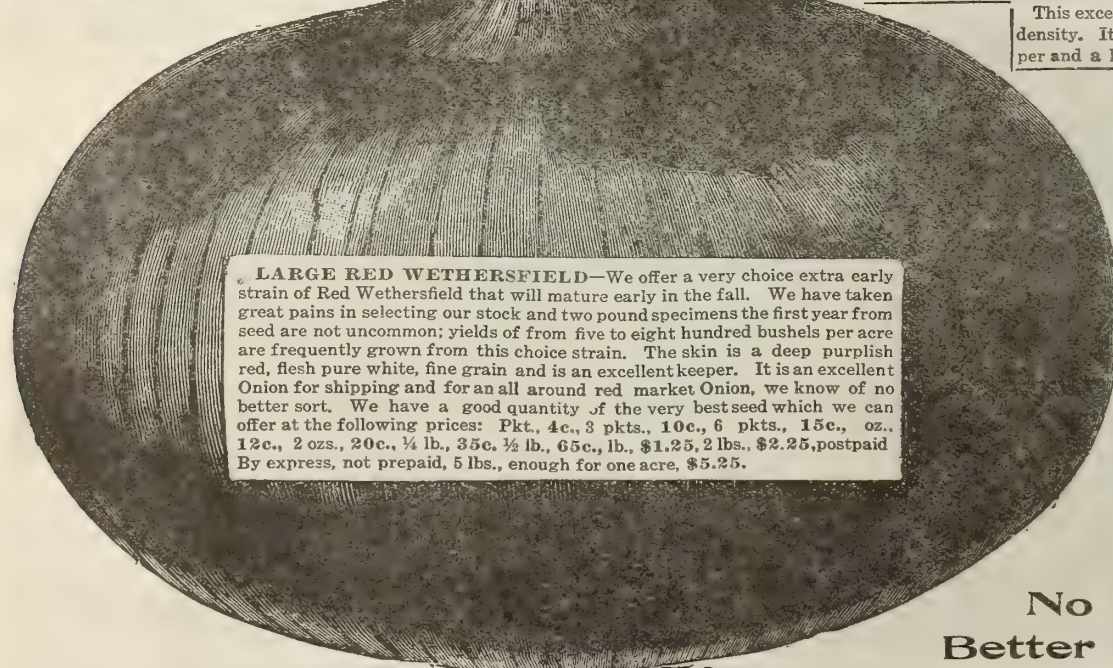 This exce
density. It
per and a
LARGE RED WETHERSFIELD—We offer a very choice extra early
strain of Red Wethersfield that will mature early in the fall. We have taken
great pains in selecting our stock and two pound specimens the first year from
seed are not uncommon; yields of from five to eight hundred bushels per acre
are frequently grown from this choice strain. The skin is a deep purplish
red, flesh pure white, fine grain and is an excellent keeper. It is an excellent
Onion for shipping and for an all around red market Onion, we know of no
better sort. We have a good quantity of the very best seed which we can
offer at the following prices: Pkt., 4c., 3 pkts., 10c., 6 pkts., 15c., oz.,
12c., 2 ozs., 20c., ¼ lb., 35c. ½ lb., 65c., lb., $1.25, 2 lbs., $2.25, postpaid
By express, not prepaid, 5 lbs., enough for one acre, $5.25.
No
Better